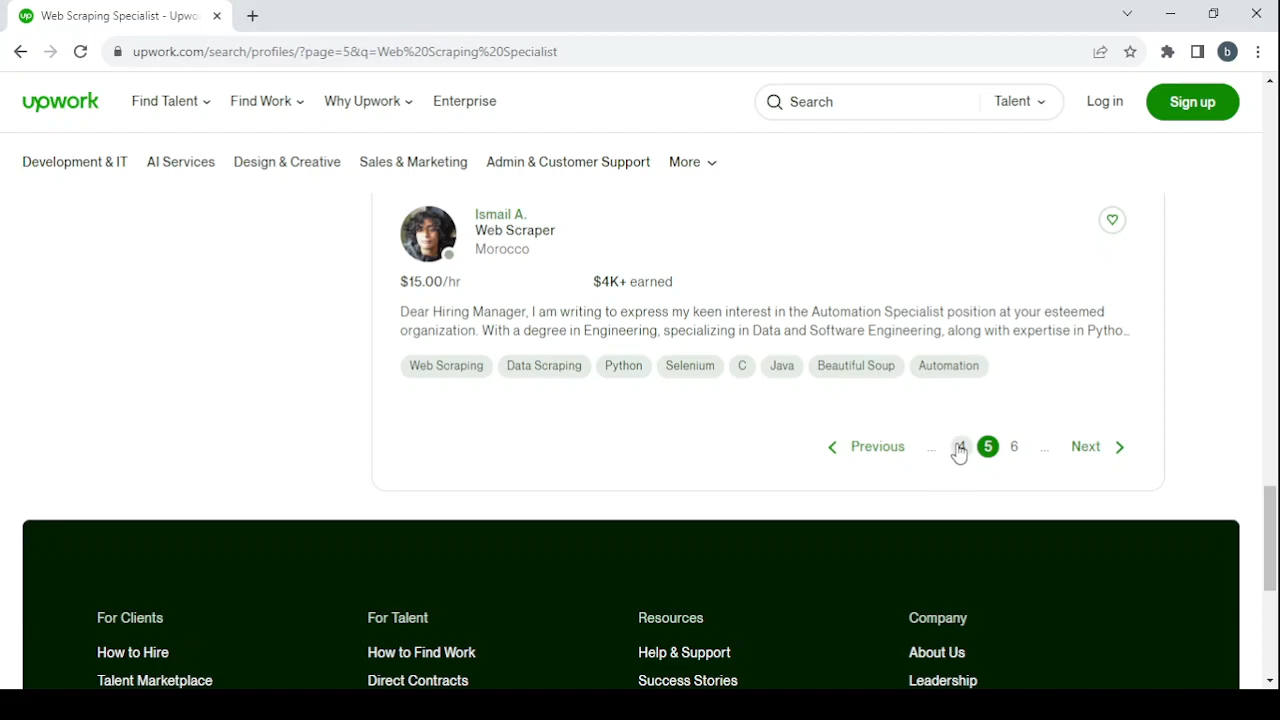 up Web Scraping Specialist - Upwo
upwork.com/search/profiles/?page=5&q=Web%20Scraping%20Specialist
b
upwork Find Talent Find Work Why Upwork Enterprise Search Talent Log in Sign up
Development & IT AI Services Design & Creative Sales & Marketing Admin & Customer Support More
Ismail A.
Web Scraper
Morocco
$15.00/hr $4K+ earned
Dear Hiring Manager, I am writing to express my keen interest in the Automation Specialist position at your esteemed
organization. With a degree in Engineering, specializing in Data and Software Engineering, along with expertise in Pytho...
Web Scraping Data Scraping Python Selenium C Java Beautiful Soup Automation
Previous ... 4 5 6 ... Next
For Clients For Talent Resources Company
How to Hire How to Find Work Help & Support About Us
Talent Marketplace Direct Contracts Success Stories Leadership